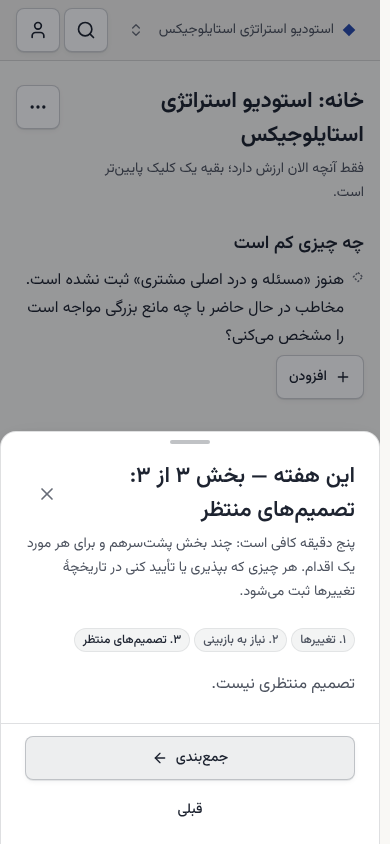 استودیو استراتژی استایلوجیکس
خانه: استودیو استراتژی
استایلوجیکس
فقط آنچه الان ارزش دارد؛ بقیه یک کلیک پایین‌تر
است.
چه چیزی کم است
هنوز «مسئله و درد اصلی مشتری» ثبت نشده است.
مخاطب در حال حاضر با چه مانع بزرگی مواجه است
را مشخص می‌کنی؟
افزودن
این هفته — بخش ۳ از ۳:
تصمیم‌های منتظر
پنج دقیقه کافی است: چند بخش پشت‌سرهم و برای هر مورد
یک اقدام. هر چیزی که بپذیری یا تأیید کنی در تاریخچهٔ
تغییرها ثبت می‌شود.
۱. تغییرها
۲. نیاز به بازبینی
۳. تصمیم‌های منتظر
تصمیم منتظری نیست.
جمع‌بندی
قبلی